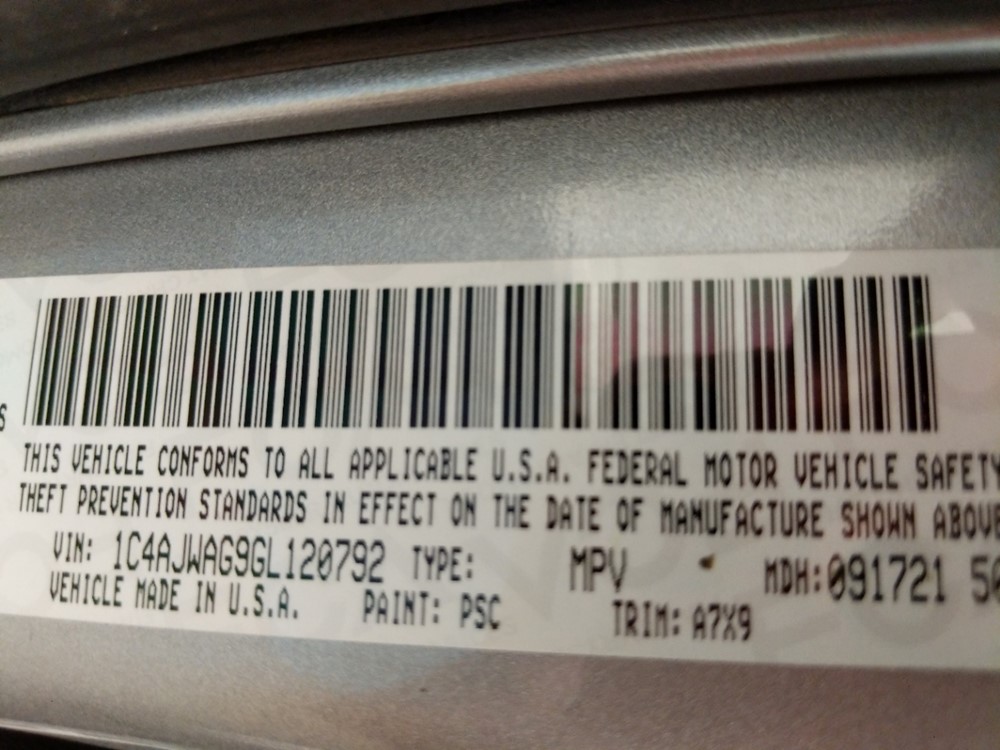 S
THIS VEHICLE CONFORMS TO ALL APPLICABLE U.S.A. FEDERAL MOTOR VEHICLE SAFETY
THEFT PREVENTION STANDARDS IN EFFECT ON THE DATE OF MANUFACTURE SHOWN ABOVE
VIN: 1C4AJWAG9GL120792 TYPE: MPV MDH: 091721 50
VEHICLE MADE IN U.S.A. PAINT: PSC TRIM: A7X9